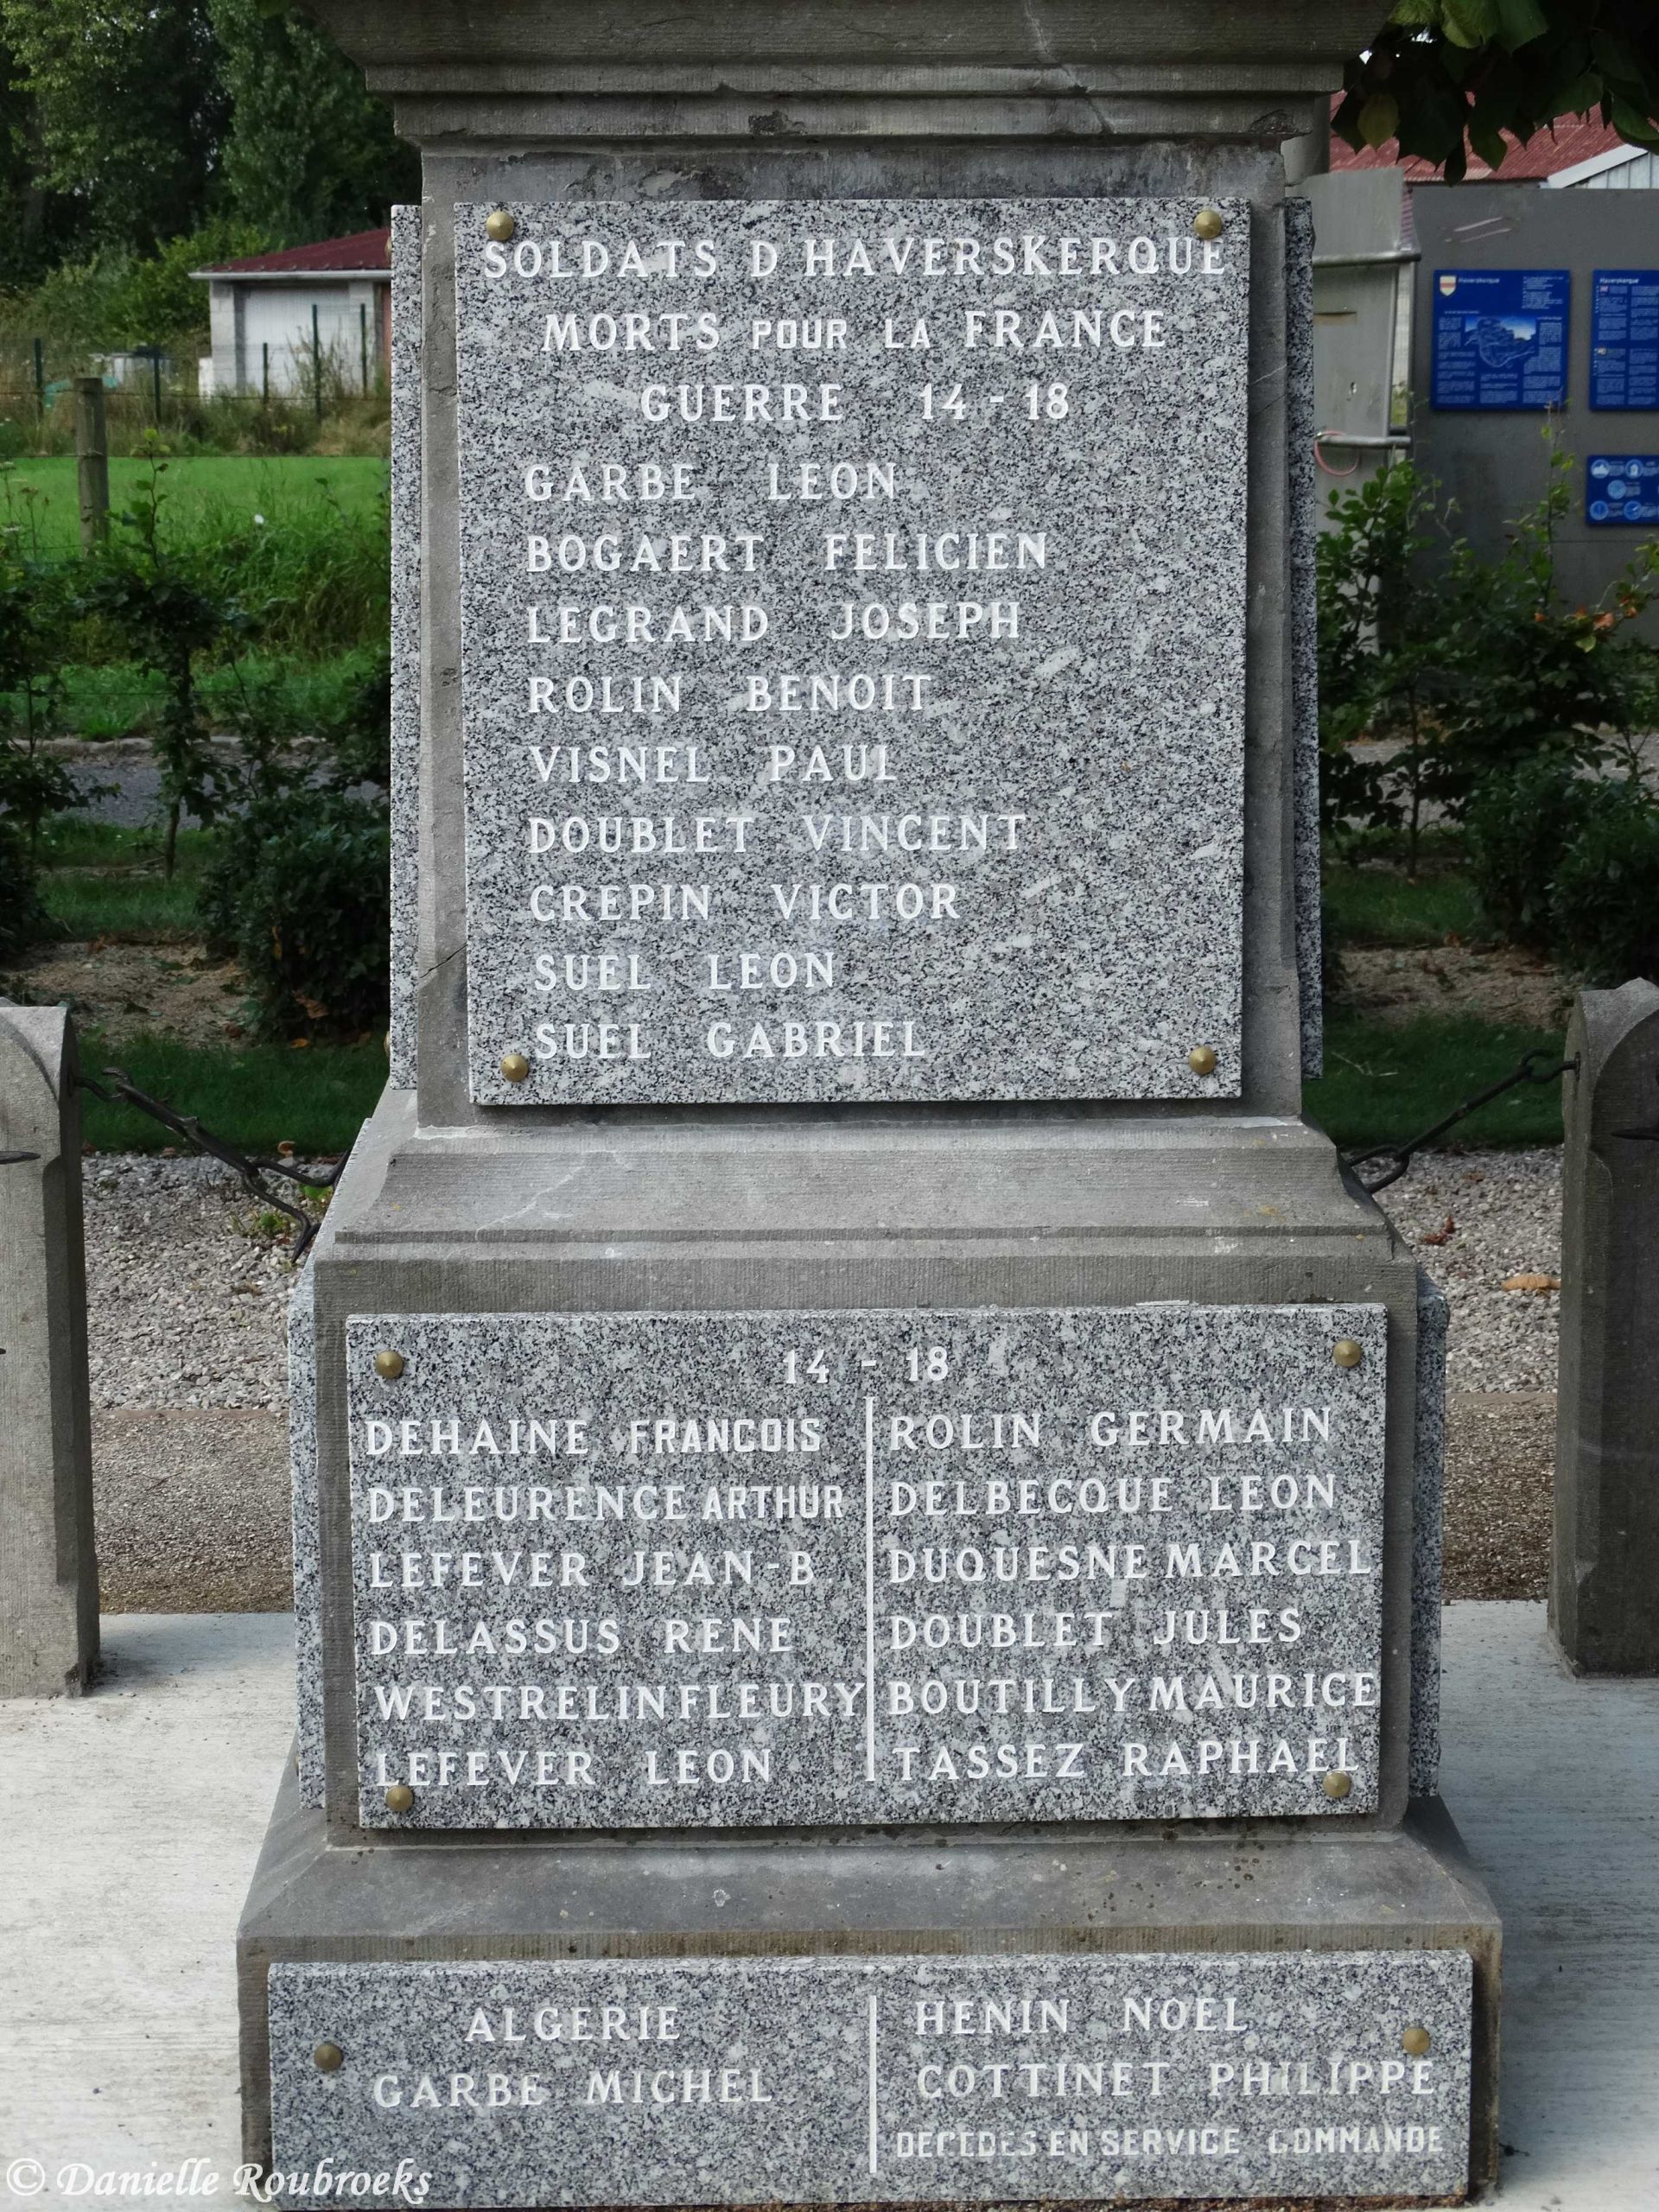 SOLDATS D HAVERSKERQUE
MORTS POUR LA FRANCE
GUERRE 14 - 18
GARBE LEON
BOGAERT FELICIEN
LEGRAND JOSEPH
ROLIN BENOIT
VISNEL PAUL
DOUBLET VINCENT
CREPIN VICTOR
SUEL LEON
SUEL GABRIEL
14 - 18
DEHAINE FRANCOIS
DELEURENCE ARTHUR
LEFEVER JEAN-B
DELASSUS RENE
WESTRELIN FLEURY
LEFEVER LEON
ROLIN GERMAIN
DELBECQUE LEON
DUQUESNE MARCEL
DOUBLET JULES
BOUTILLY MAURICE
TASSEZ RAPHAEL
ALGERIE
GARBE MICHEL
HENIN NOEL
COTTINET PHILIPPE
DECEDES EN SERVICE COMMANDE
Haverskerque
Haverskerque
© Danielle Roubroeks